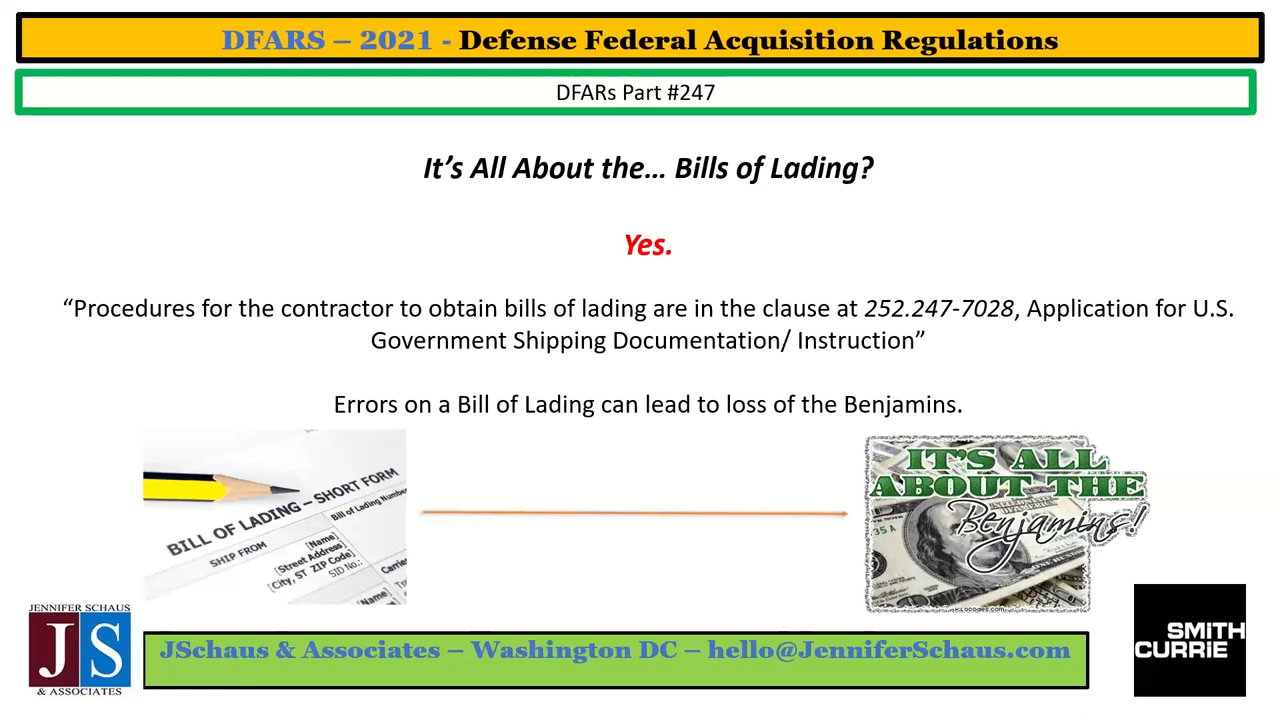 DFARS – 2021 - Defense Federal Acquisition Regulations
DFARs Part #247
It's All About the... Bills of Lading?
Yes.
“Procedures for the contractor to obtain bills of lading are in the clause at 252.247-7028, Application for U.S.
Government Shipping Documentation/ Instruction”
Errors on a Bill of Lading can lead to loss of the Benjamins.
BILL OF LADING – SHORT FORM
SHIP FROM
Bill of Lading Number
[Name]
[Street Address]
[City, ST ZIP Code]
SID No.:
[Name]
IT'S ALL
ABOUT THE
Benjamins!
JENNIFER SCHAUS
JS
& ASSOCIATES
JSchaus & Associates – Washington DC – hello@JenniferSchaus.com
SMITH
CURRIE